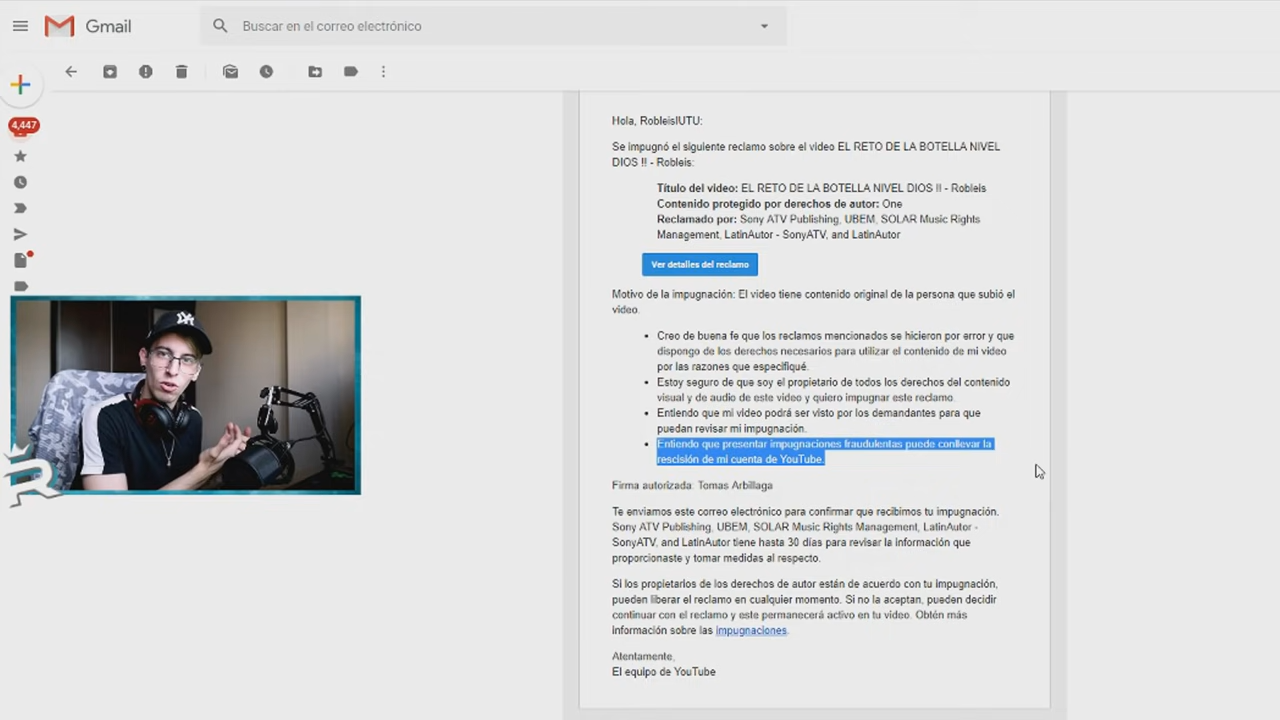 Gmail
Buscar en el correo electrónico
4,447
Hola, RobleisIUTU:
Se impugnó el siguiente reclamo sobre el video EL RETO DE LA BOTELLA NIVEL
DIOS !! - Robleis:
Título del video: EL RETO DE LA BOTELLA NIVEL DIOS !! - Robleis
Contenido protegido por derechos de autor: One
Reclamado por: Sony ATV Publishing, UBEM, SOLAR Music Rights
Management, LatinAutor - SonyATV, and LatinAutor
Ver detalles del reclamo
Motivo de la impugnación: El video tiene contenido original de la persona que subió el
video.
Creo de buena fe que los reclamos mencionados se hicieron por error y que
dispongo de los derechos necesarios para utilizar el contenido de mi video
por las razones que especifiqué.
Estoy seguro de que soy el propietario de todos los derechos del contenido
visual y de audio de este video y quiero impugnar este reclamo.
Entiendo que mi video podrá ser visto por los demandantes para que
puedan revisar mi impugnación.
Entiendo que presentar impugnaciones fraudulentas puede conllevar la
rescisión de mi cuenta de YouTube.
Firma autorizada: Tomas Arbillaga
Te enviamos este correo electrónico para confirmar que recibimos tu impugnación.
Sony ATV Publishing, UBEM, SOLAR Music Rights Management, LatinAutor -
SonyATV, and LatinAutor tiene hasta 30 días para revisar la información que
proporcionaste y tomar medidas al respecto.
Si los propietarios de los derechos de autor están de acuerdo con tu impugnación,
pueden liberar el reclamo en cualquier momento. Si no la aceptan, pueden decidir
continuar con el reclamo y este permanecerá activo en tu video. Obtén más
información sobre las impugnaciones.
Atentamente,
El equipo de YouTube
R